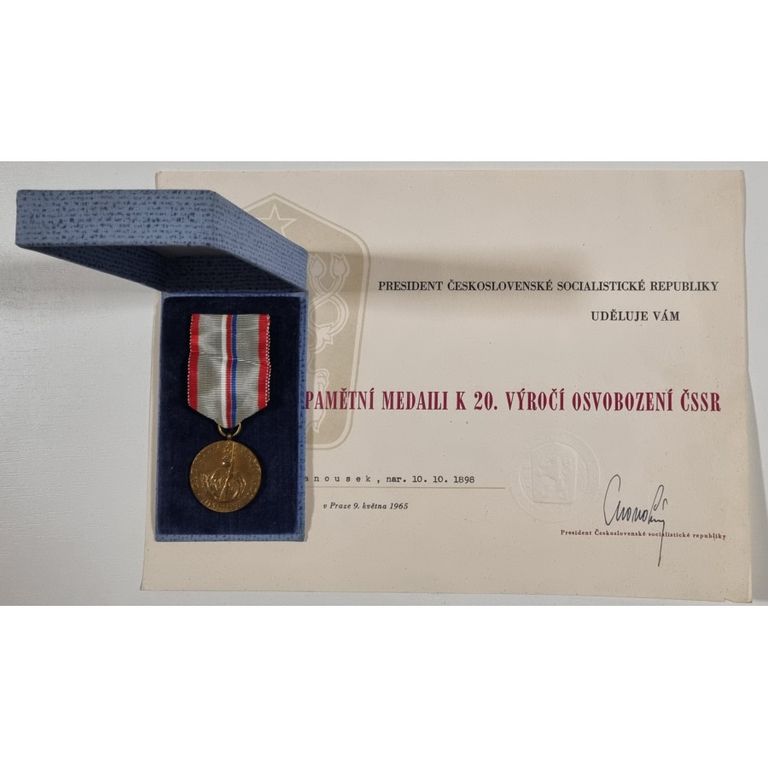 PRESIDENT ČESKOSLOVENSKÉ SOCIALISTICKÉ REPUBLIKY
UDĚLUJE VÁM
PAMĚTNÍ MEDAILI K 20. VÝROČÍ OSVOBOZENÍ ČSSR
anousek, nar. 10. 10. 1898
v Praze 9. května 1965
President Československé socialistické republiky